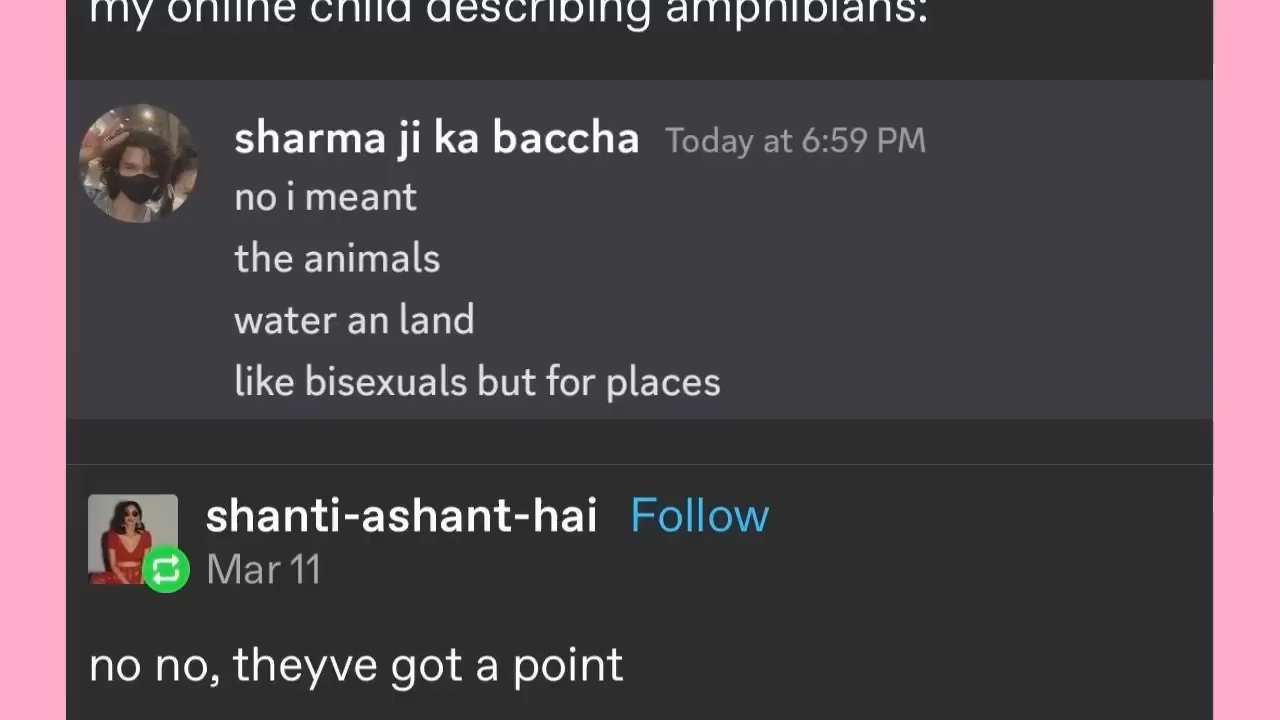 my online child describing amphibians:
sharma ji ka baccha Today at 6:59 PM
no i meant
the animals
water an land
like bisexuals but for places
shanti-ashant-hai Follow
Mar 11
no no, theyve got a point